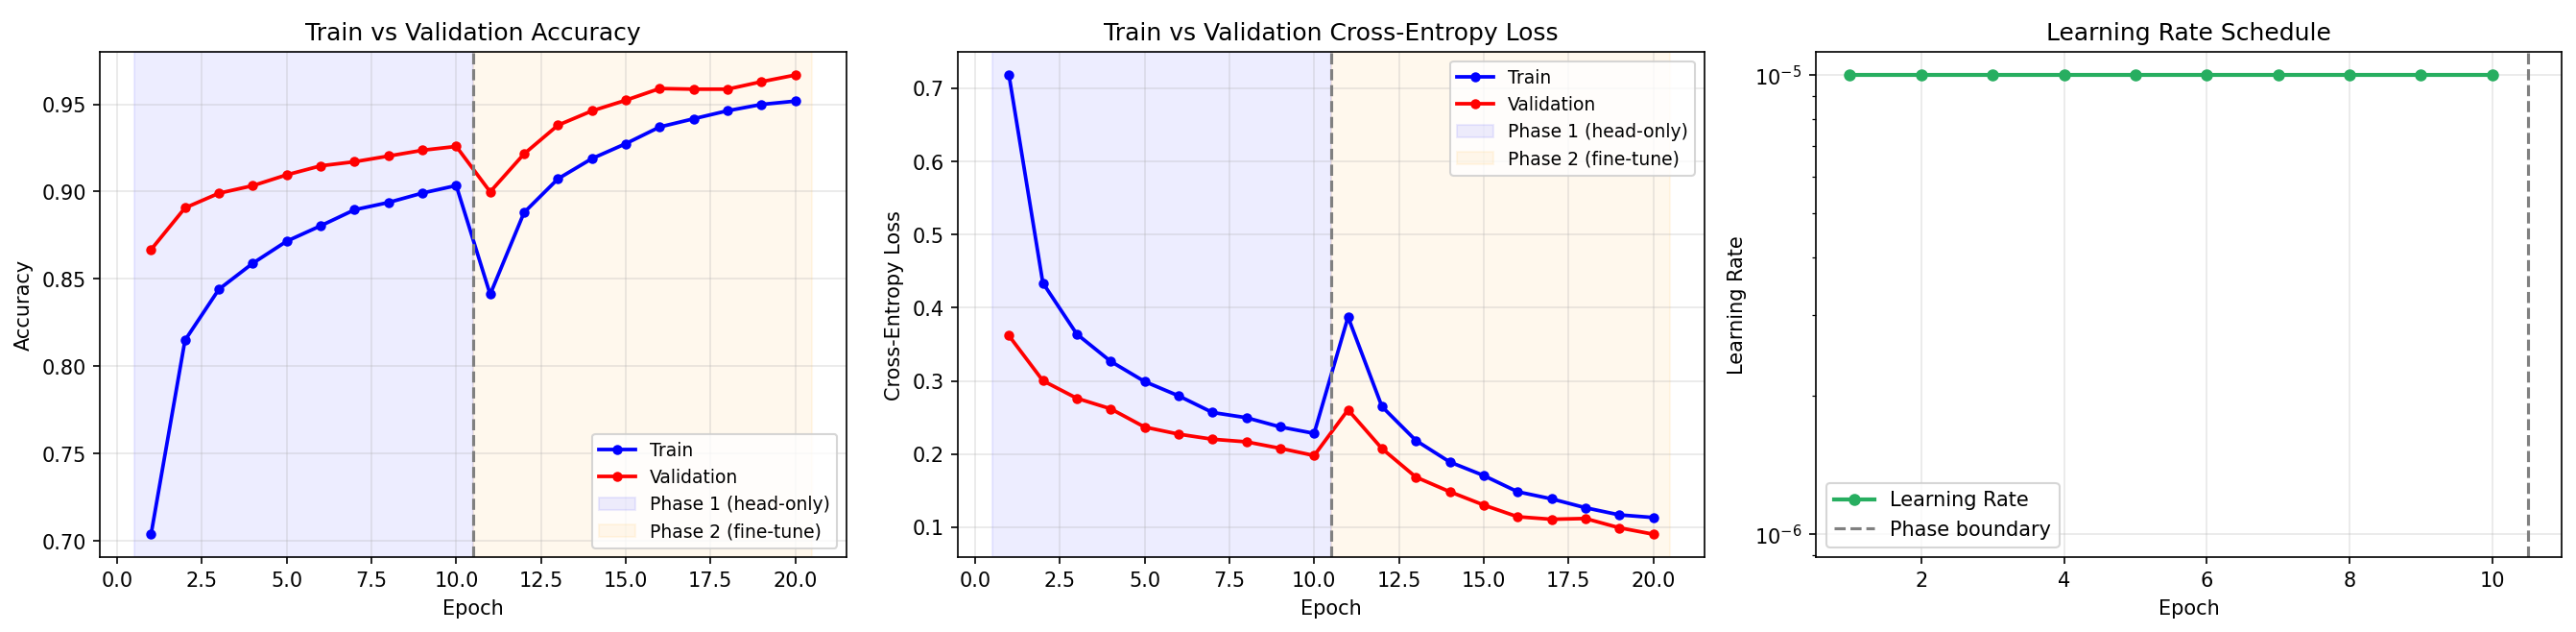 Train vs Validation Accuracy
Accuracy
0.95
0.90
0.85
0.80
0.75
0.70
0.0 2.5 5.0 7.5 10.0 12.5 15.0 17.5 20.0
Epoch
Train
Validation
Phase 1 (head-only)
Phase 2 (fine-tune)
Train vs Validation Cross-Entropy Loss
Cross-Entropy Loss
0.7
0.6
0.5
0.4
0.3
0.2
0.1
0.0 2.5 5.0 7.5 10.0 12.5 15.0 17.5 20.0
Epoch
Train
Validation
Phase 1 (head-only)
Phase 2 (fine-tune)
Learning Rate Schedule
Learning Rate
10⁻⁵
10⁻⁶
2 4 6 8 10
Epoch
Learning Rate
Phase boundary